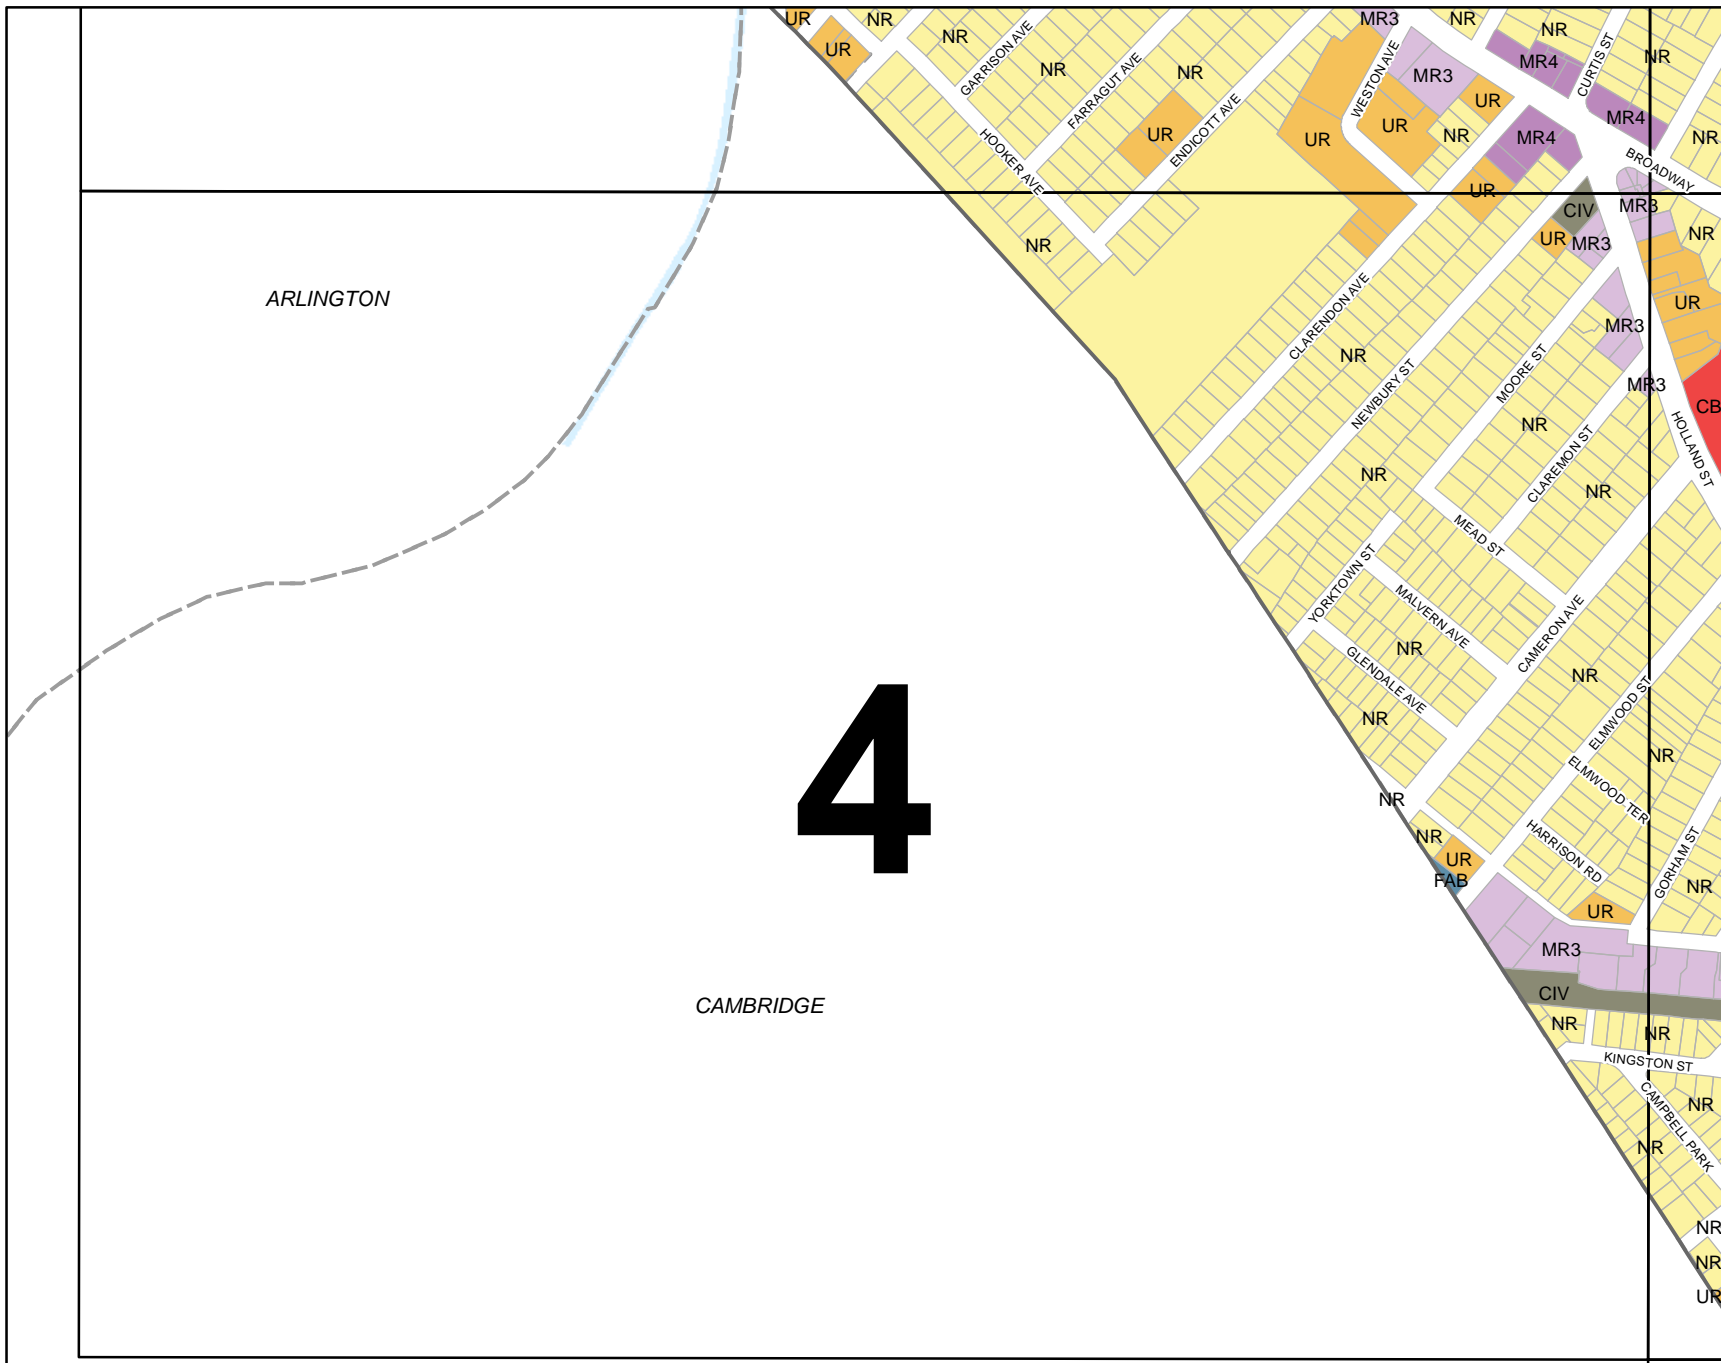 UR
NR
MR3
NR
UR
NR
GARRISON AVE
NR
FARRAGUT AVE
NR
WESTON AVE
MR3
MR4
NR
CURTIS ST
NR
UR
UR
ENDICOTT AVE
UR
UR
NR
MR4
MR4
NR
HOOKER AVE
BROADWAY
UR
CIV
MR3
NR
UR
MR3
NR
ARLINGTON
CLARENDON AVE
UR
MR3
NR
NEWBURY ST
MOORE ST
MR3
CB
NR
CLAREMON ST
HOLLAND ST
NR
NR
MEAD ST
YORKTOWN ST
MALVERN AVE
CAMERON AVE
NR
GLENDALE AVE
NR
ELMWOOD ST
NR
NR
4
ELMWOOD TER
NR
NR
HARRISON RD
GORHAM ST
UR
FAB
NR
UR
MR3
CIV
CAMBRIDGE
NR
NR
KINGSTON ST
CAMPBELL PARK
NR
NR
NR
NR
UR